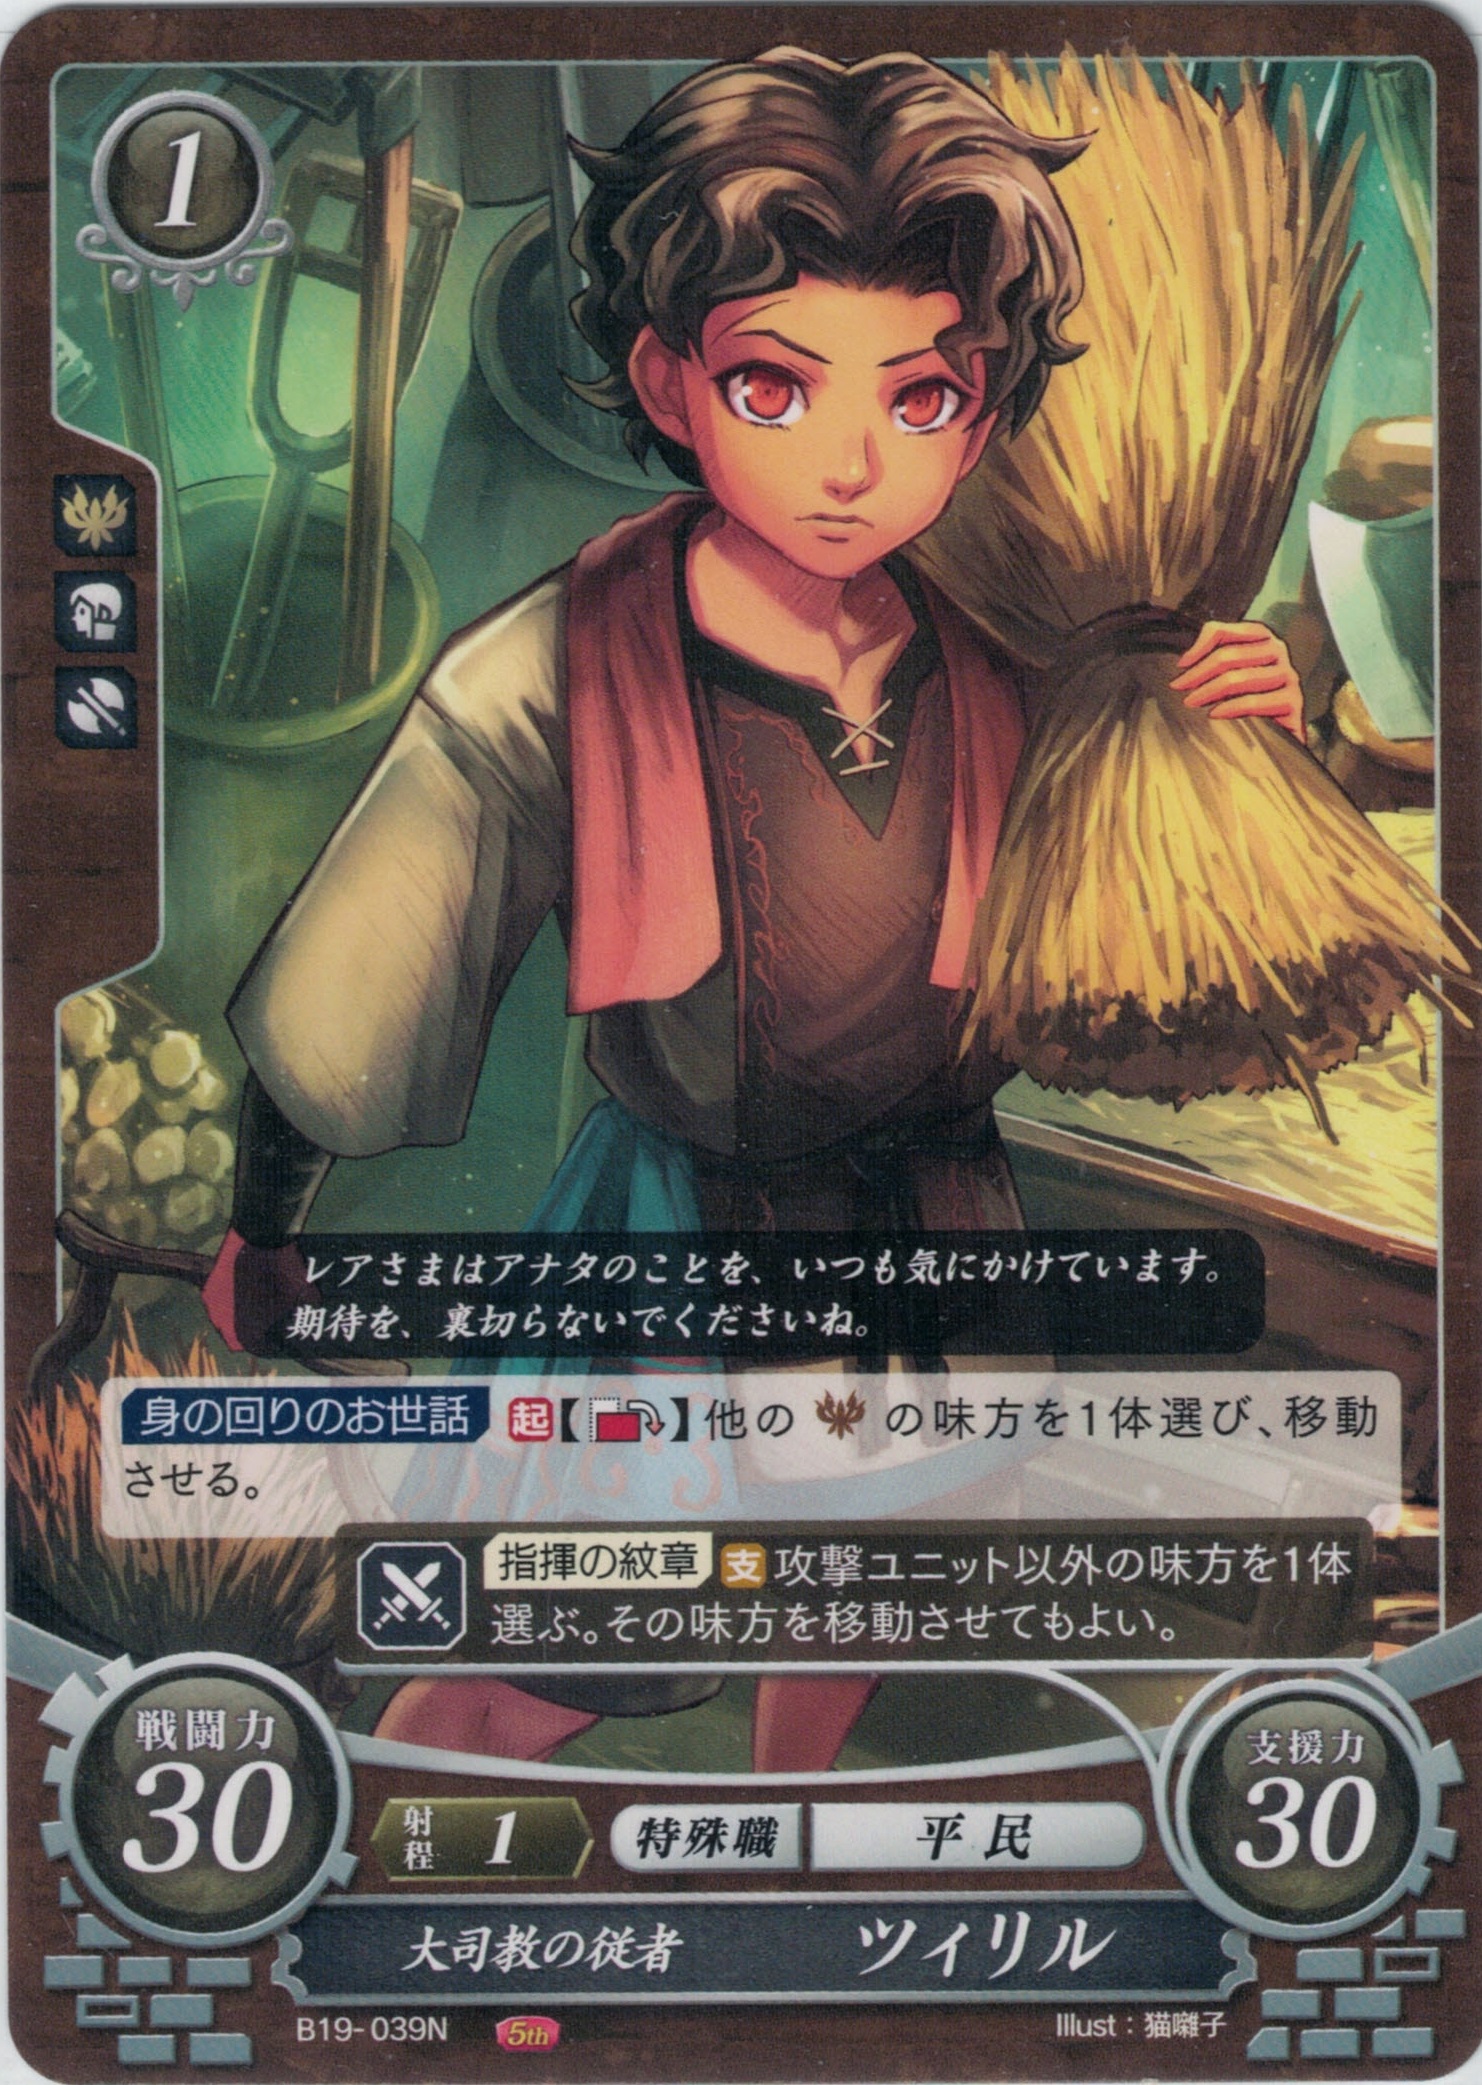 1
レアさまはアナタのことを、いつも気にかけています。
期待を、裏切らないでくださいね。
身の回りのお世話 起【 】他の の味方を1体選び、移動
させる。
指揮の紋章 支 攻撃ユニット以外の味方を1体
選ぶ。その味方を移動させてもよい。
戦闘力
30
射程 1
特殊職 平民
支援力
30
大司教の従者 ツィリル
B19-039N 5th Illust：猫囃子